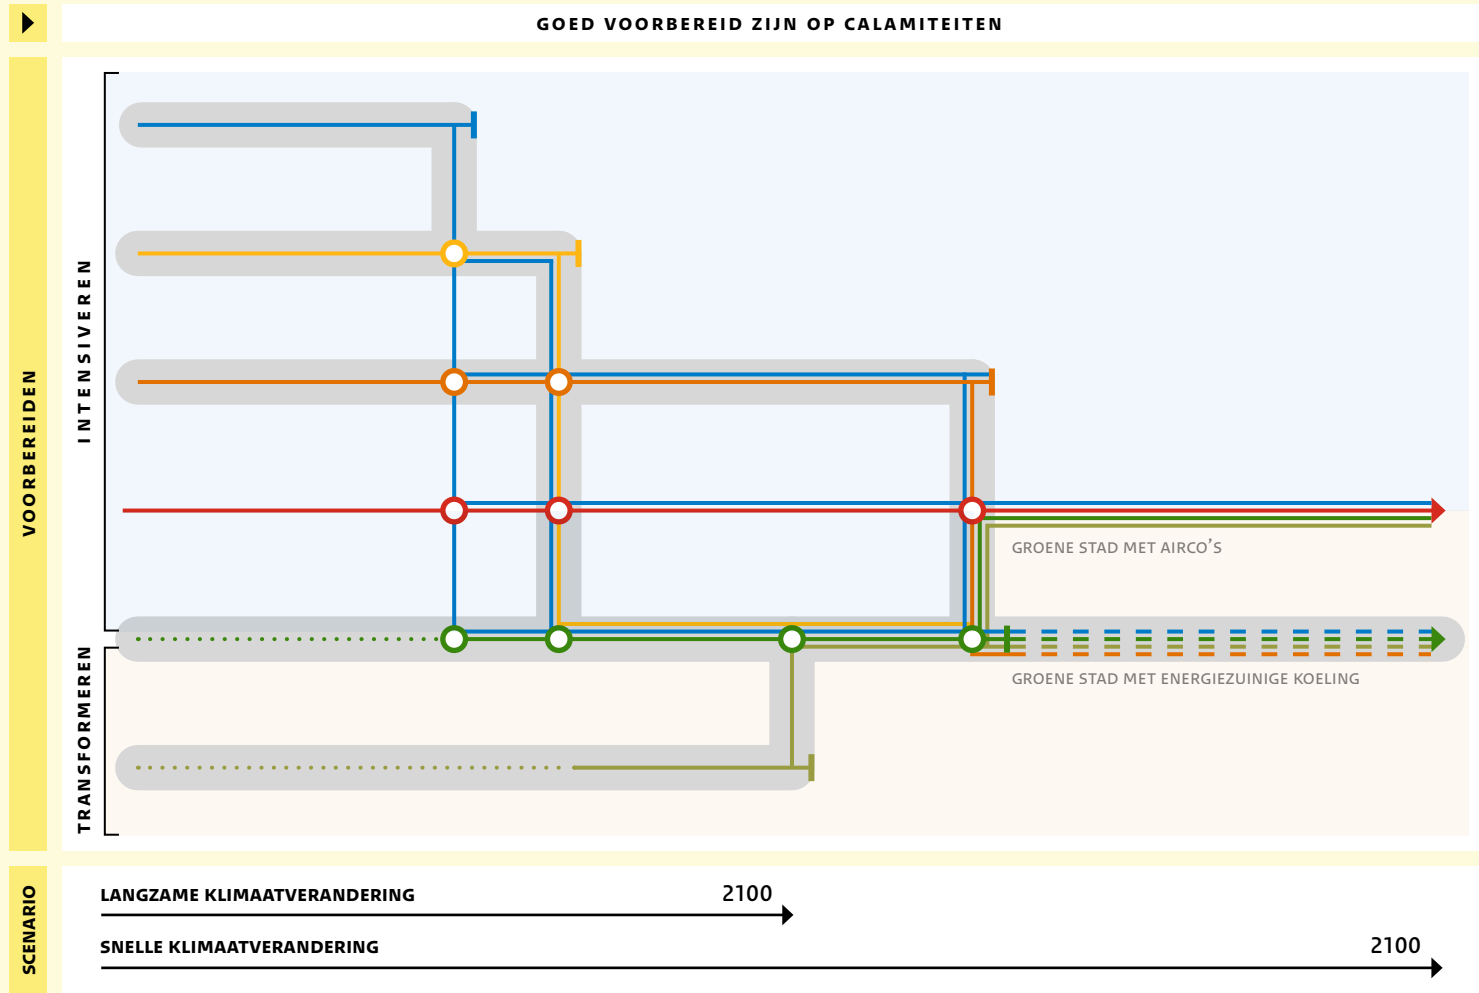 GOED VOORBEREID ZIJN OP CALAMITEITEN
VOORBEREIDEN
INTENSIVEREN
TRANSFORMEREN
GROENE STAD MET AIRCO'S
GROENE STAD MET ENERGIEZUINIGE KOELING
SCENARIO
LANGZAME KLIMAATVERANDERING
2100
SNELLE KLIMAATVERANDERING
2100